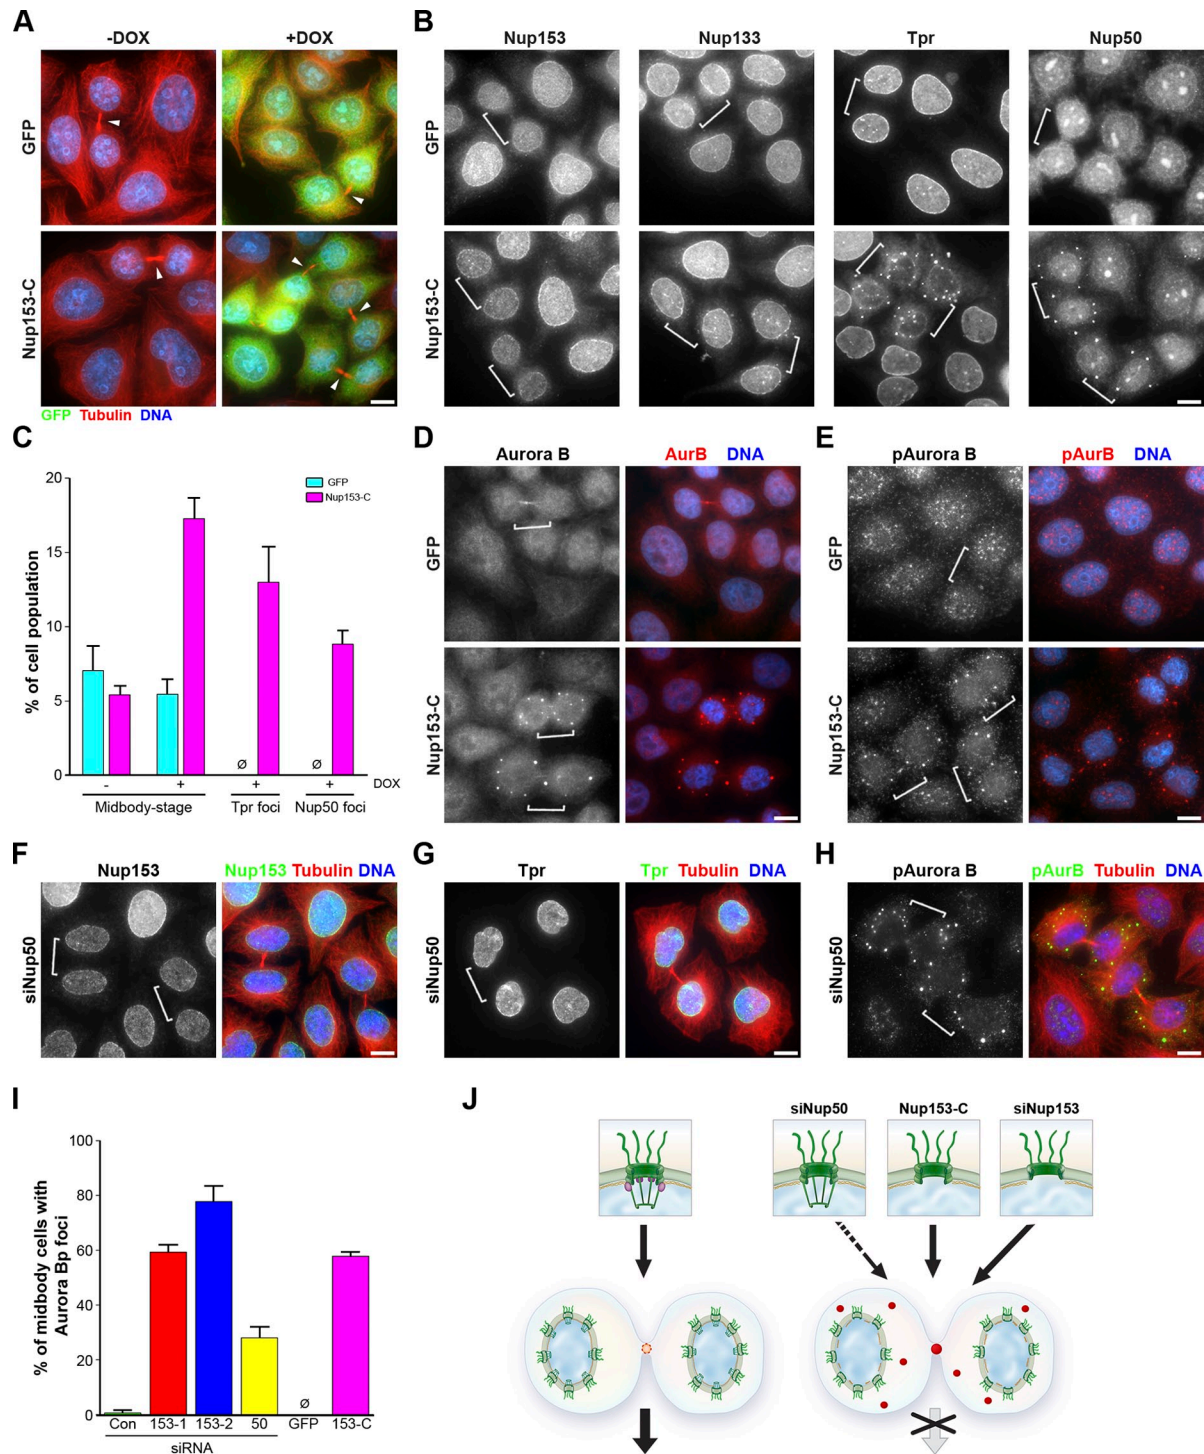 A
-DOX +DOX
GFP
Nup153-C
GFP Tubulin DNA
B
Nup153 Nup133 Tpr Nup50
GFP
Nup153-C
C
% of cell population
20
15
10
5
0
GFP
Nup153-C
Ø Ø
- + + + DOX
Midbody-stage Tpr foci Nup50 foci
D
Aurora B AurB DNA
GFP
Nup153-C
E
pAurora B pAurB DNA
GFP
Nup153-C
F
Nup153 Nup153 Tubulin DNA
siNup50
G
Tpr Tpr Tubulin DNA
siNup50
H
pAurora B pAurB Tubulin DNA
siNup50
I
% of midbody cells with
Aurora Bp foci
100
80
60
40
20
0
Ø
Con 153-1 153-2 50 GFP 153-C
siRNA
J
siNup50 Nup153-C siNup153